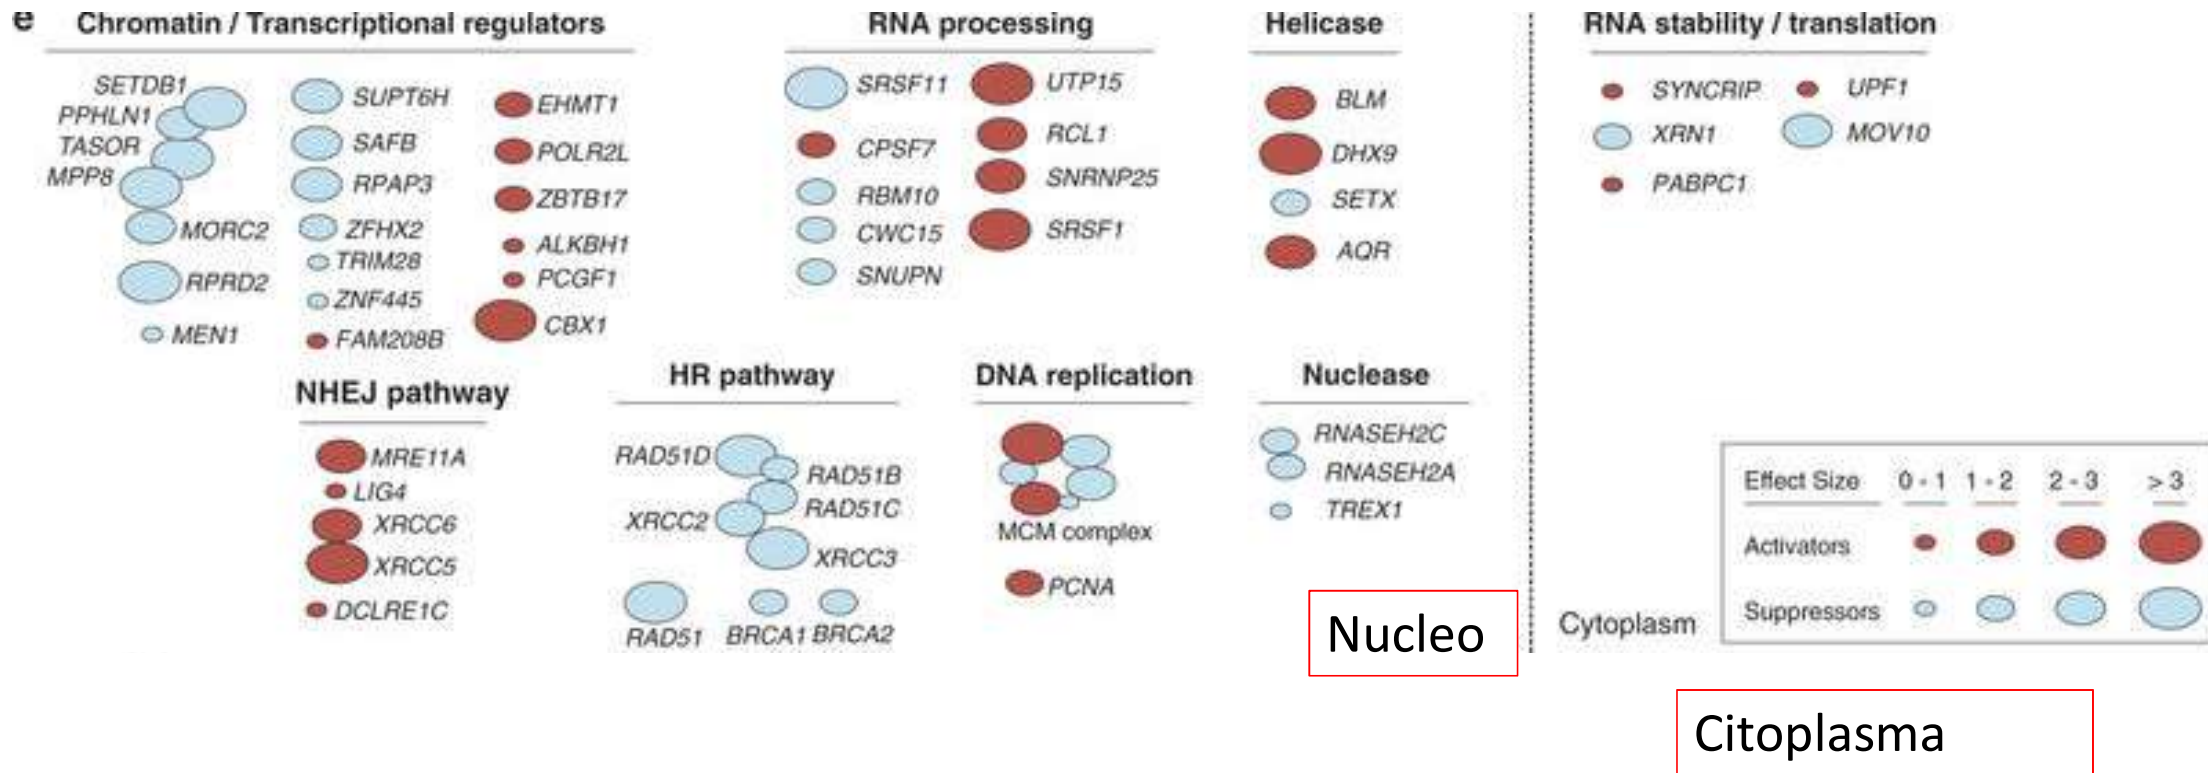 e
Chromatin / Transcriptional regulators
SETDB1
PPHLN1
TASOR
MPP8
MORC2
RPRD2
MEN1
SUPT6H
SAFB
RPAP3
ZFHX2
TRIM28
ZNF445
FAM208B
EHMT1
POLR2L
ZBTB17
ALKBH1
PCGF1
CBX1
RNA processing
SRSF11
CPSF7
RBM10
CWC15
SNUPN
UTP15
RCL1
SNRNP25
SRSF1
Helicase
BLM
DHX9
SETX
AQR
RNA stability / translation
SYNCRIP
XRN1
PABPC1
UPF1
MOV10
NHEJ pathway
MRE11A
LIG4
XRCC6
XRCC5
DCLRE1C
HR pathway
RAD51D
RAD51B
RAD51C
XRCC2
XRCC3
RAD51 BRCA1 BRCA2
DNA replication
MCM complex
PCNA
Nuclease
RNASEH2C
RNASEH2A
TREX1
Nucleo
Cytoplasm
Effect Size 0 - 1 1 - 2 2 - 3 > 3
Activators
Suppressors
Citoplasma